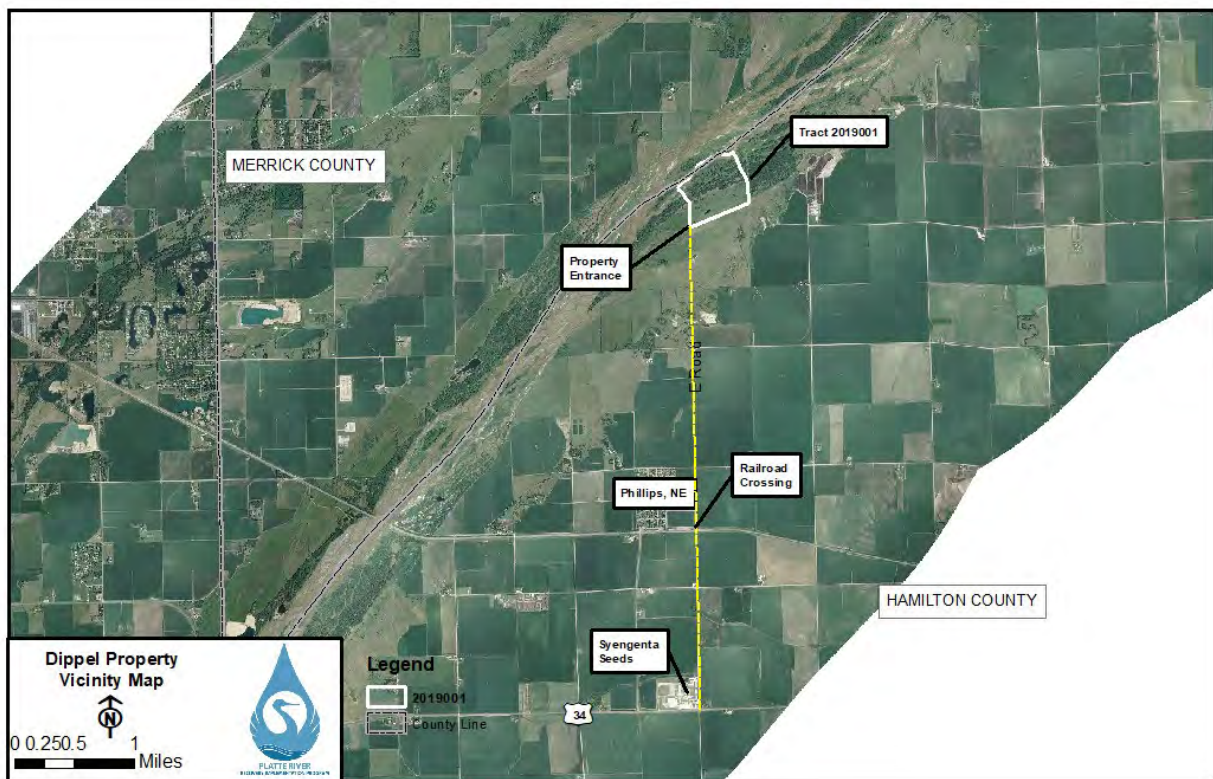 Tract 2019001
MERRICK COUNTY
Property
Entrance
E Road
Railroad
Crossing
Phillips, NE
HAMILTON COUNTY
Syengenta
Seeds
34
Dippel Property
Vicinity Map
N
0 0.25 0.5 1
Miles
PLATTE RIVER
Legend
2019001
County Line